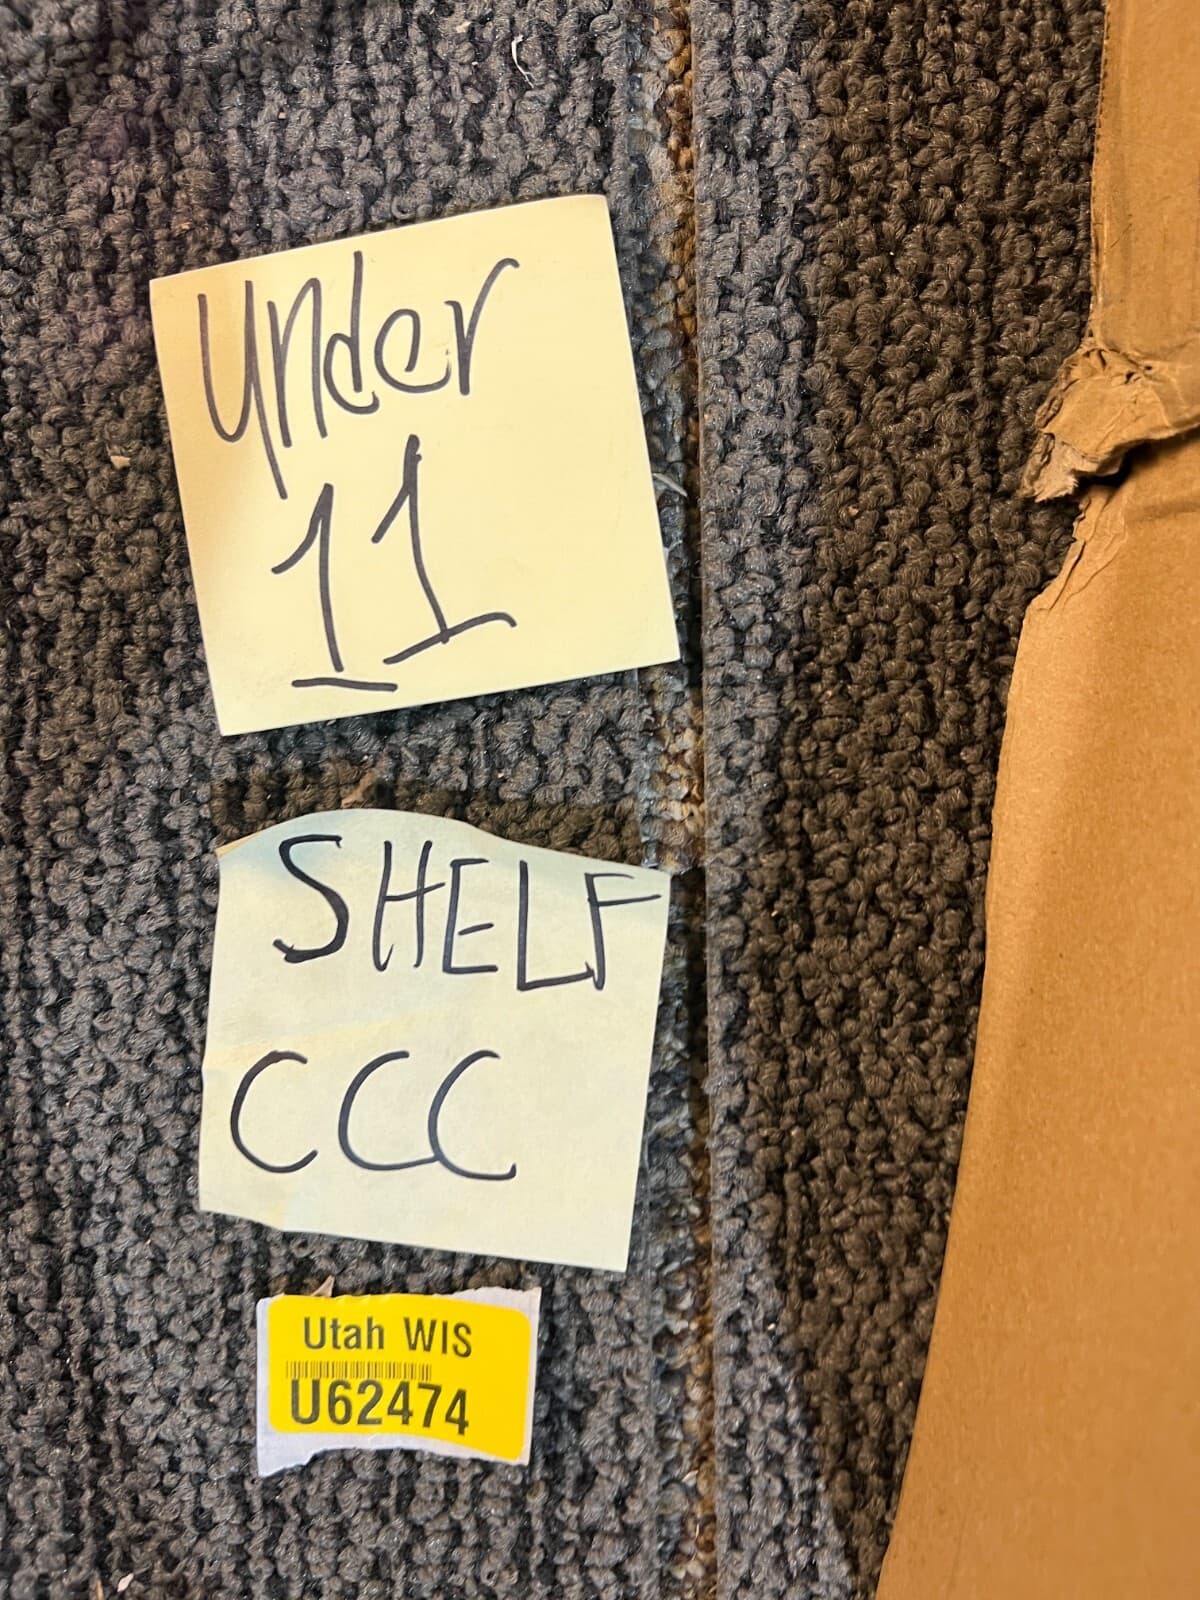 Under
11
SHELF
CCC
Utah WIS
U62474